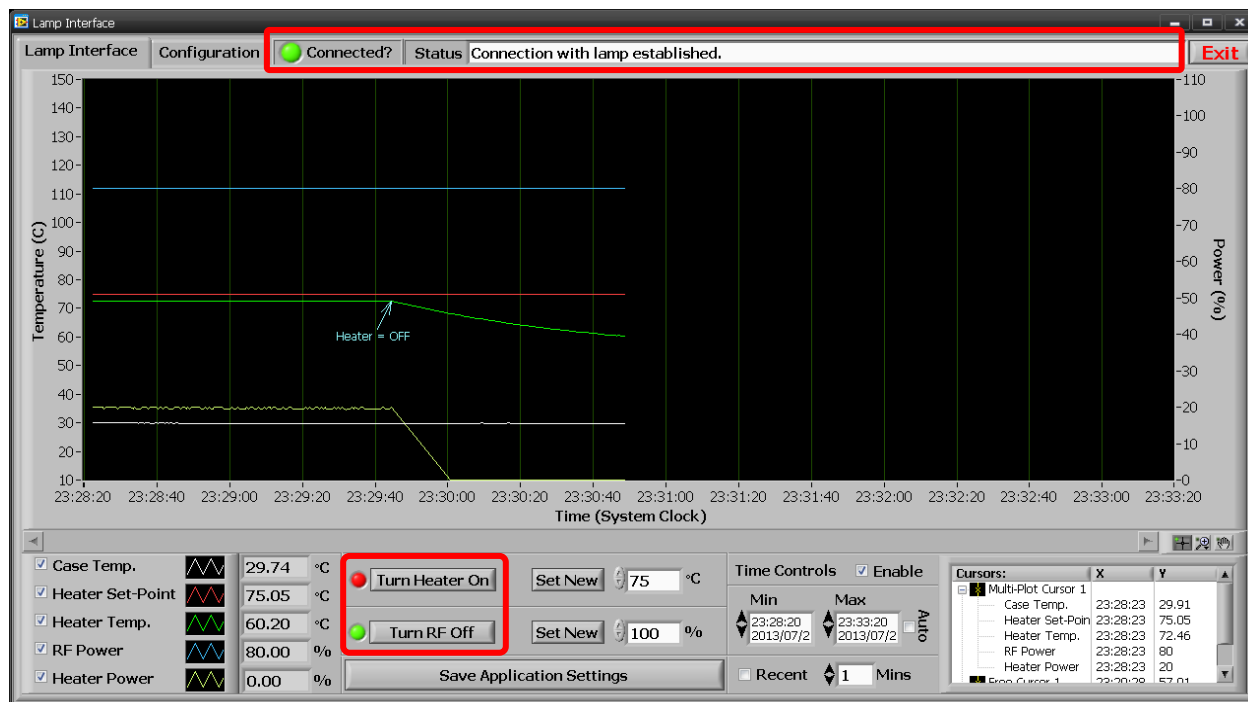 Lamp Interface
Lamp Interface Configuration Connected? Status Connection with lamp established. Exit
150 -110
140 -100
130 -90
120 -80
110 -70
100 -60
90 -50
80 -40
70 -30
60 -20
50 -10
40 -0
30
20
10
Temperature (C)
Power (%)
Heater = OFF
23:28:20 23:28:40 23:29:00 23:29:20 23:29:40 23:30:00 23:30:20 23:30:40 23:31:00 23:31:20 23:31:40 23:32:00 23:32:20 23:32:40 23:33:00 23:33:20
Time (System Clock)
Case Temp. 29.74 °C
Heater Set-Point 75.05 °C
Heater Temp. 60.20 °C
RF Power 80.00 %
Heater Power 0.00 %
Turn Heater On Set New 75 °C
Turn RF Off Set New 100 %
Save Application Settings
Time Controls Enable
Min Max
23:28:20 23:33:20
2013/07/2 2013/07/2
Auto
Recent 1 Mins
Cursors: X Y
Multi-Plot Cursor 1
Case Temp. 23:28:23 29.91
Heater Set-Poin 23:28:23 75.05
Heater Temp. 23:28:23 72.46
RF Power 23:28:23 80
Heater Power 23:28:23 20